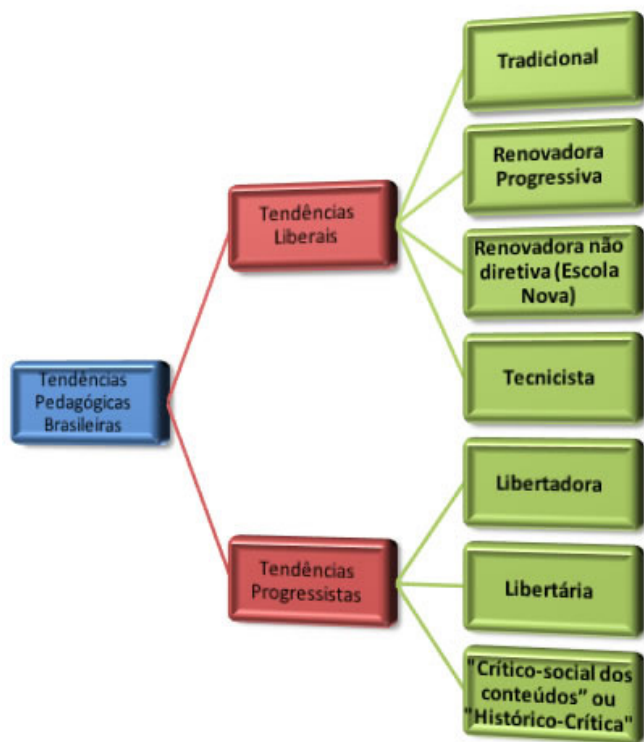 Tendências
Pedagógicas
Brasileiras
Tendências
Liberais
Tradicional
Renovadora
Progressiva
Renovadora não
diretiva (Escola
Nova)
Tecnicista
Tendências
Progressistas
Libertadora
Libertária
"Crítico-social dos
conteúdos” ou
"Histórico-Crítica"